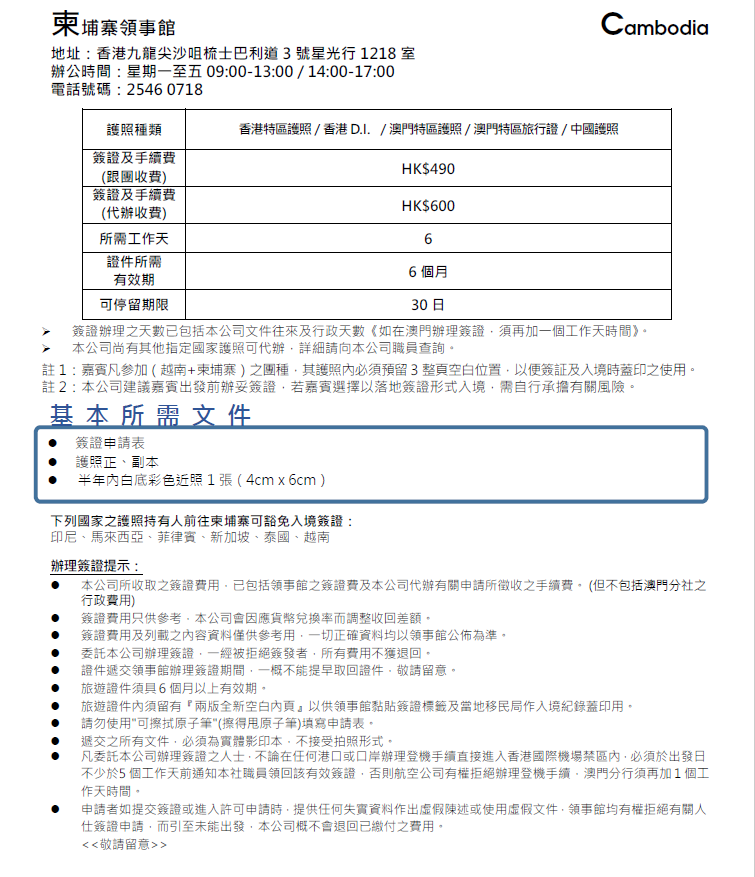 柬埔寨領事館
Cambodia
地址：香港九龍尖沙咀梳士巴利道 3 號星光行 1218 室
辦公時間：星期一至五 09:00-13:00 / 14:00-17:00
電話號碼：2546 0718
護照種類 香港特區護照 / 香港 D.I. / 澳門特區護照 / 澳門特區旅行證 / 中國護照
簽證及手續費
(跟團收費)
HK$490
簽證及手續費
(代辦收費)
HK$600
所需工作天 6
證件所需
有效期
6 個月
可停留期限 30 日
➢ 簽證辦理之天數已包括本公司文件往來及行政天數《如在澳門辦理簽證，須再加一個工作天時間》。
➢ 本公司尚有其他指定國家護照可代辦，詳細請向本公司職員查詢。
註 1：嘉賓凡參加（越南+柬埔寨）之團種，其護照內必須預留 3 整頁空白位置，以便簽証及入境時蓋印之使用。
註 2：本公司建議嘉賓出發前辦妥簽證，若嘉賓選擇以落地簽證形式入境，需自行承擔有關風險。
基本所需文件
● 簽證申請表
● 護照正、副本
● 半年內白底彩色近照 1 張（4cm x 6cm）
下列國家之護照持有人前往柬埔寨可豁免入境簽證：
印尼、馬來西亞、菲律賓、新加坡、泰國、越南
辦理簽證提示：
● 本公司所收取之簽證費用，已包括領事館之簽證費及本公司代辦有關申請所徵收之手續費。(但不包括澳門分社之
行政費用)
● 簽證費用只供參考，本公司會因應貨幣兌換率而調整收回差額。
● 簽證費用及列載之內容資料僅供參考用，一切正確資料均以領事館公佈為準。
● 委託本公司辦理簽證，一經被拒絕簽發者，所有費用不獲退回。
● 證件遞交領事館辦理簽證期間，一概不能提早取回證件，敬請留意。
● 旅遊證件須具 6 個月以上有效期。
● 旅遊證件內須留有『兩版全新空白內頁』以供領事館黏貼簽證標籤及當地移民局作入境紀錄蓋印用。
● 請勿使用"可擦拭原子筆"(擦得甩原子筆)填寫申請表。
● 遞交之所有文件，必須為實體影印本，不接受拍照形式。
● 凡委託本公司辦理簽證之人士，不論在任何港口或口岸辦理登機手續直接進入香港國際機場禁區內，必須於出發日
不少於5 個工作天前通知本社職員領回該有效簽證，否則航空公司有權拒絕辦理登機手續，澳門分行須再加 1 個工
作天時間。
● 申請者如提交簽證或進入許可申請時，提供任何失實資料作出虛假陳述或使用虛假文件，領事館均有權拒絕有關人
仕簽證申請，而引至未能出發，本公司概不會退回已繳付之費用。
<<敬請留意>>